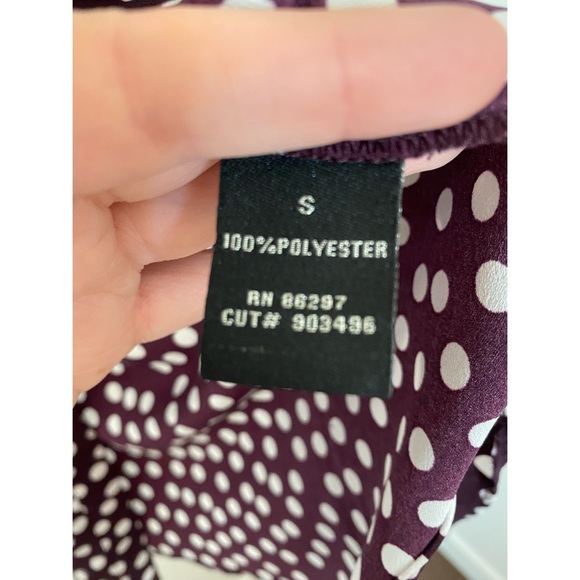 S
100%POLYESTER
RN 86297
CUT# 903496